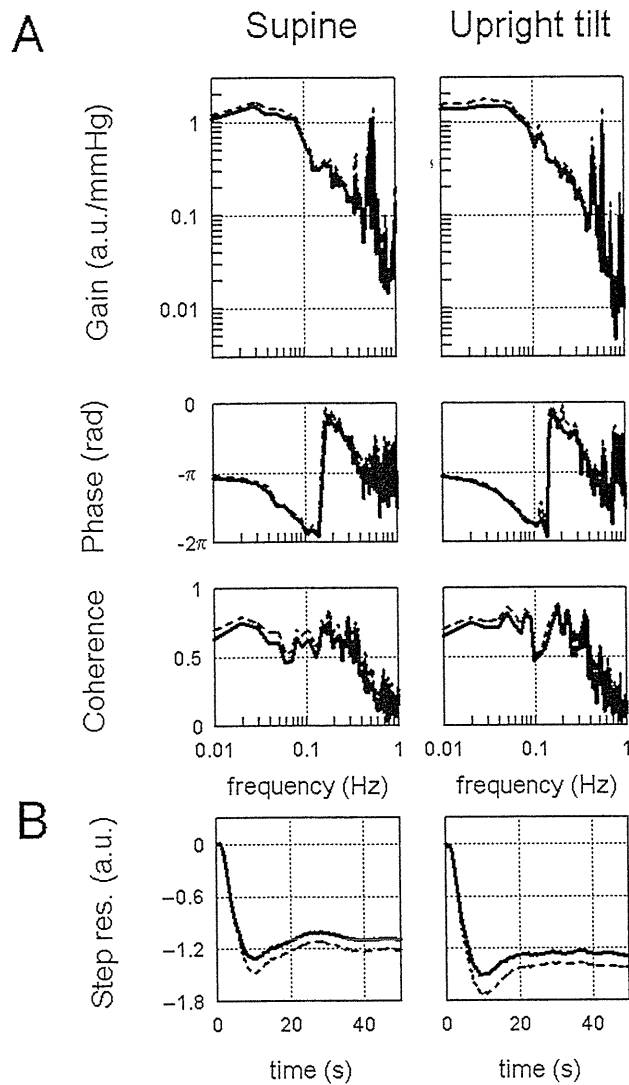 A
Supine
Upright tilt
Gain (a.u./mmHg)
1
0.1
0.01
Phase (rad)
0
-π
-2π
Coherence
1
0.5
0
0.01
0.1
1
0.01
0.1
1
frequency (Hz)
frequency (Hz)
B
Step res. (a.u.)
0
−0.6
−1.2
−1.8
0
20
40
0
20
40
time (s)
time (s)